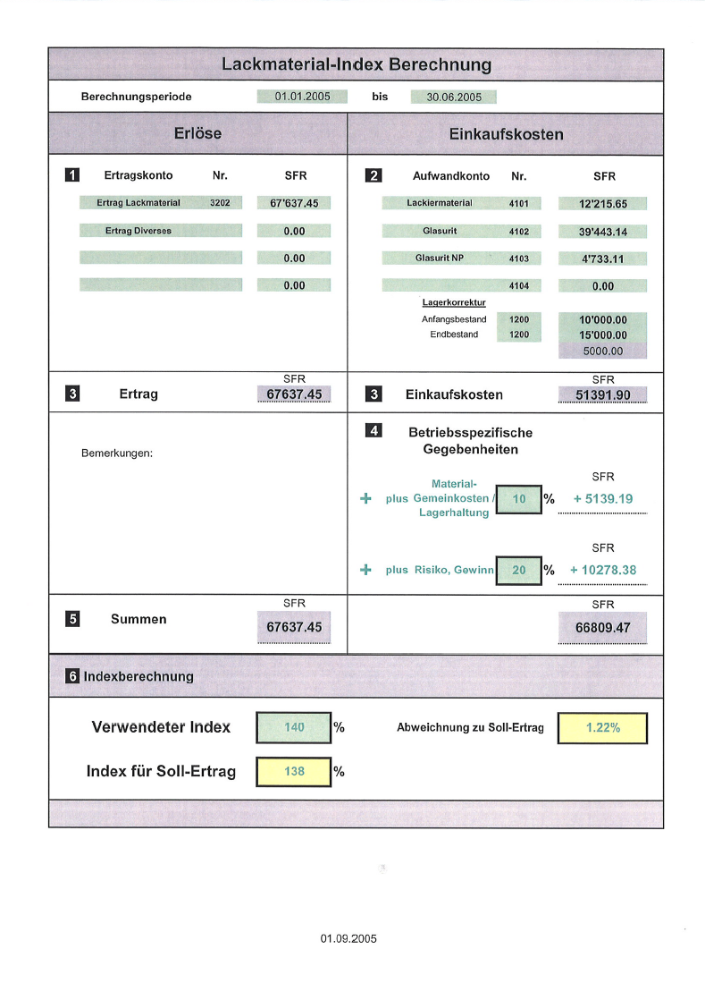 Lackmaterial-Index Berechnung
Berechnungsperiode 01.01.2005 bis 30.06.2005
Erlöse Einkaufskosten
1 Ertragskonto Nr. SFR 2 Aufwandkonto Nr. SFR
Ertrag Lackmaterial 3202 67'637.45 Lackiermaterial 4101 12'215.65
Ertrag Diverses 0.00 Glasurit 4102 39'443.14
0.00 Glasurit NP 4103 4'733.11
0.00 4104 0.00
Lagerkorrektur
Anfangsbestand 1200 10'000.00
Endbestand 1200 15'000.00
5000.00
SFR SFR
3 Ertrag 67637.45 3 Einkaufskosten 51391.90
4 Betriebsspezifische
Gegebenheiten
Bemerkungen:
SFR
Material-
+ plus Gemeinkosten / 10 % + 5139.19
Lagerhaltung
SFR
+ plus Risiko, Gewinn 20 % + 10278.38
SFR SFR
5 Summen 67637.45 66809.47
6 Indexberechnung
Verwendeter Index 140 % Abweichnung zu Soll-Ertrag 1.22%
Index für Soll-Ertrag 138 %
01.09.2005